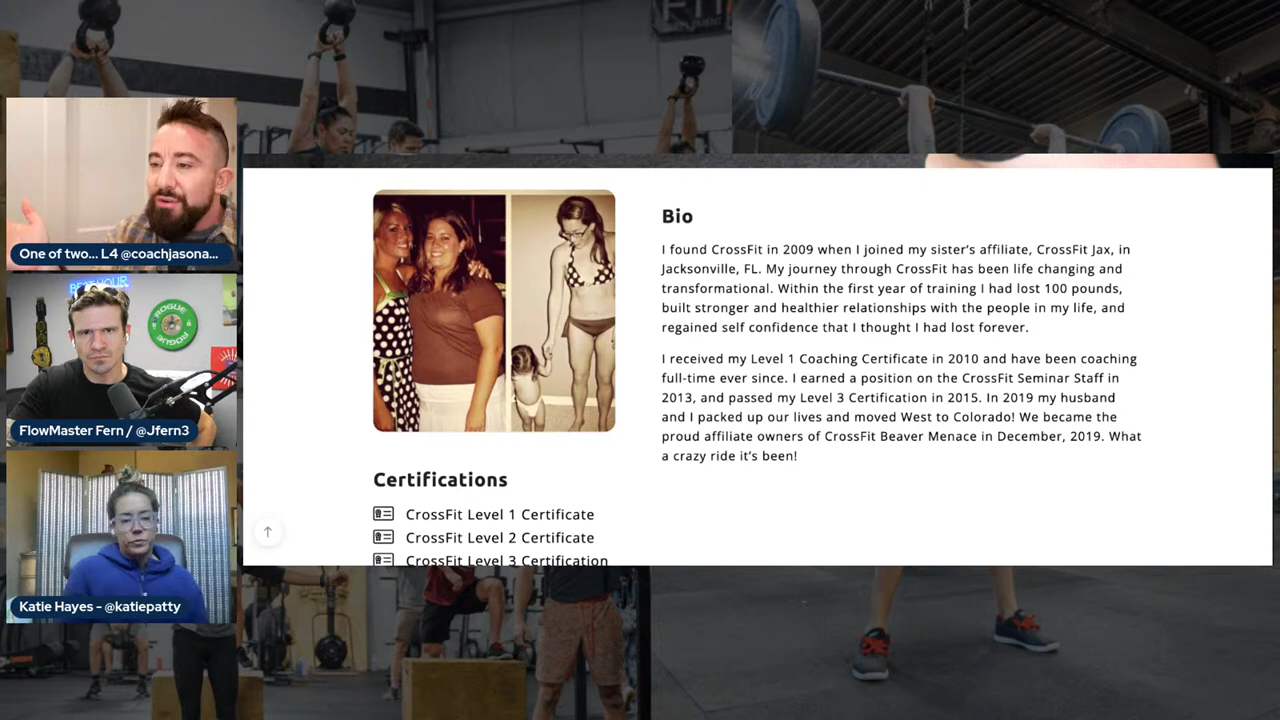 FIT
One of two... L4 @coachjasona...
ROGUE
ROGUE
FlowMaster Fern / @Jfern3
Katie Hayes - @katiepatty
Bio
I found CrossFit in 2009 when I joined my sister's affiliate, CrossFit Jax, in
Jacksonville, FL. My journey through CrossFit has been life changing and
transformational. Within the first year of training I had lost 100 pounds,
built stronger and healthier relationships with the people in my life, and
regained self confidence that I thought I had lost forever.
I received my Level 1 Coaching Certificate in 2010 and have been coaching
full-time ever since. I earned a position on the CrossFit Seminar Staff in
2013, and passed my Level 3 Certification in 2015. In 2019 my husband
and I packed up our lives and moved West to Colorado! We became the
proud affiliate owners of CrossFit Beaver Menace in December, 2019. What
a crazy ride it's been!
Certifications
CrossFit Level 1 Certificate
CrossFit Level 2 Certificate
CrossFit Level 3 Certification